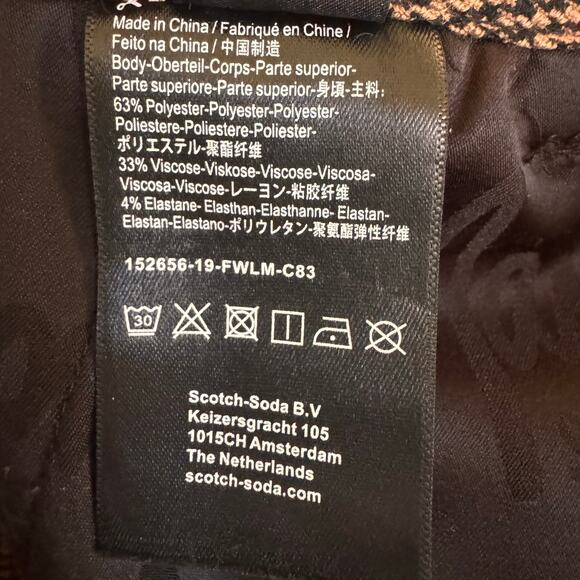 Made in China / Fabriqué en Chine /
Feito na China / 中国制造
Body-Oberteil-Corps-Parte superior-
Parte superiore-Parte superior-身頃-主料:
63% Polyester-Polyester-Polyester-
Poliestere-Poliestere-Poliester-
ポリエステル-聚酯纤维
33% Viscose-Viskose-Viscose-Viscosa-
Viscosa-Viscose-レーヨン-粘胶纤维
4% Elastane- Elasthan-Elasthanne- Elastan-
Elastan-Elastano-ポリウレタン-聚氨酯弹性纤维
152656-19-FWLM-C83
30
Scotch-Soda B.V
Keizersgracht 105
1015CH Amsterdam
The Netherlands
scotch-soda.com